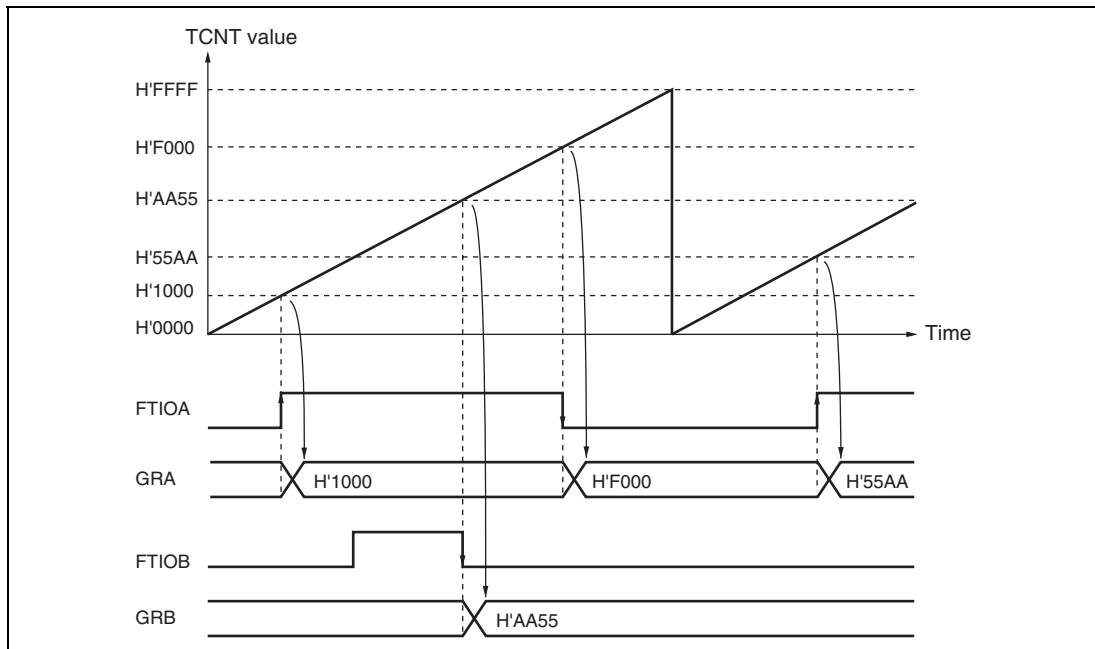 TCNT value
H'FFFF
H'F000
H'AA55
H'55AA
H'1000
H'0000
Time
FTIOA
GRA
H'1000
H'F000
H'55AA
FTIOB
GRB
H'AA55